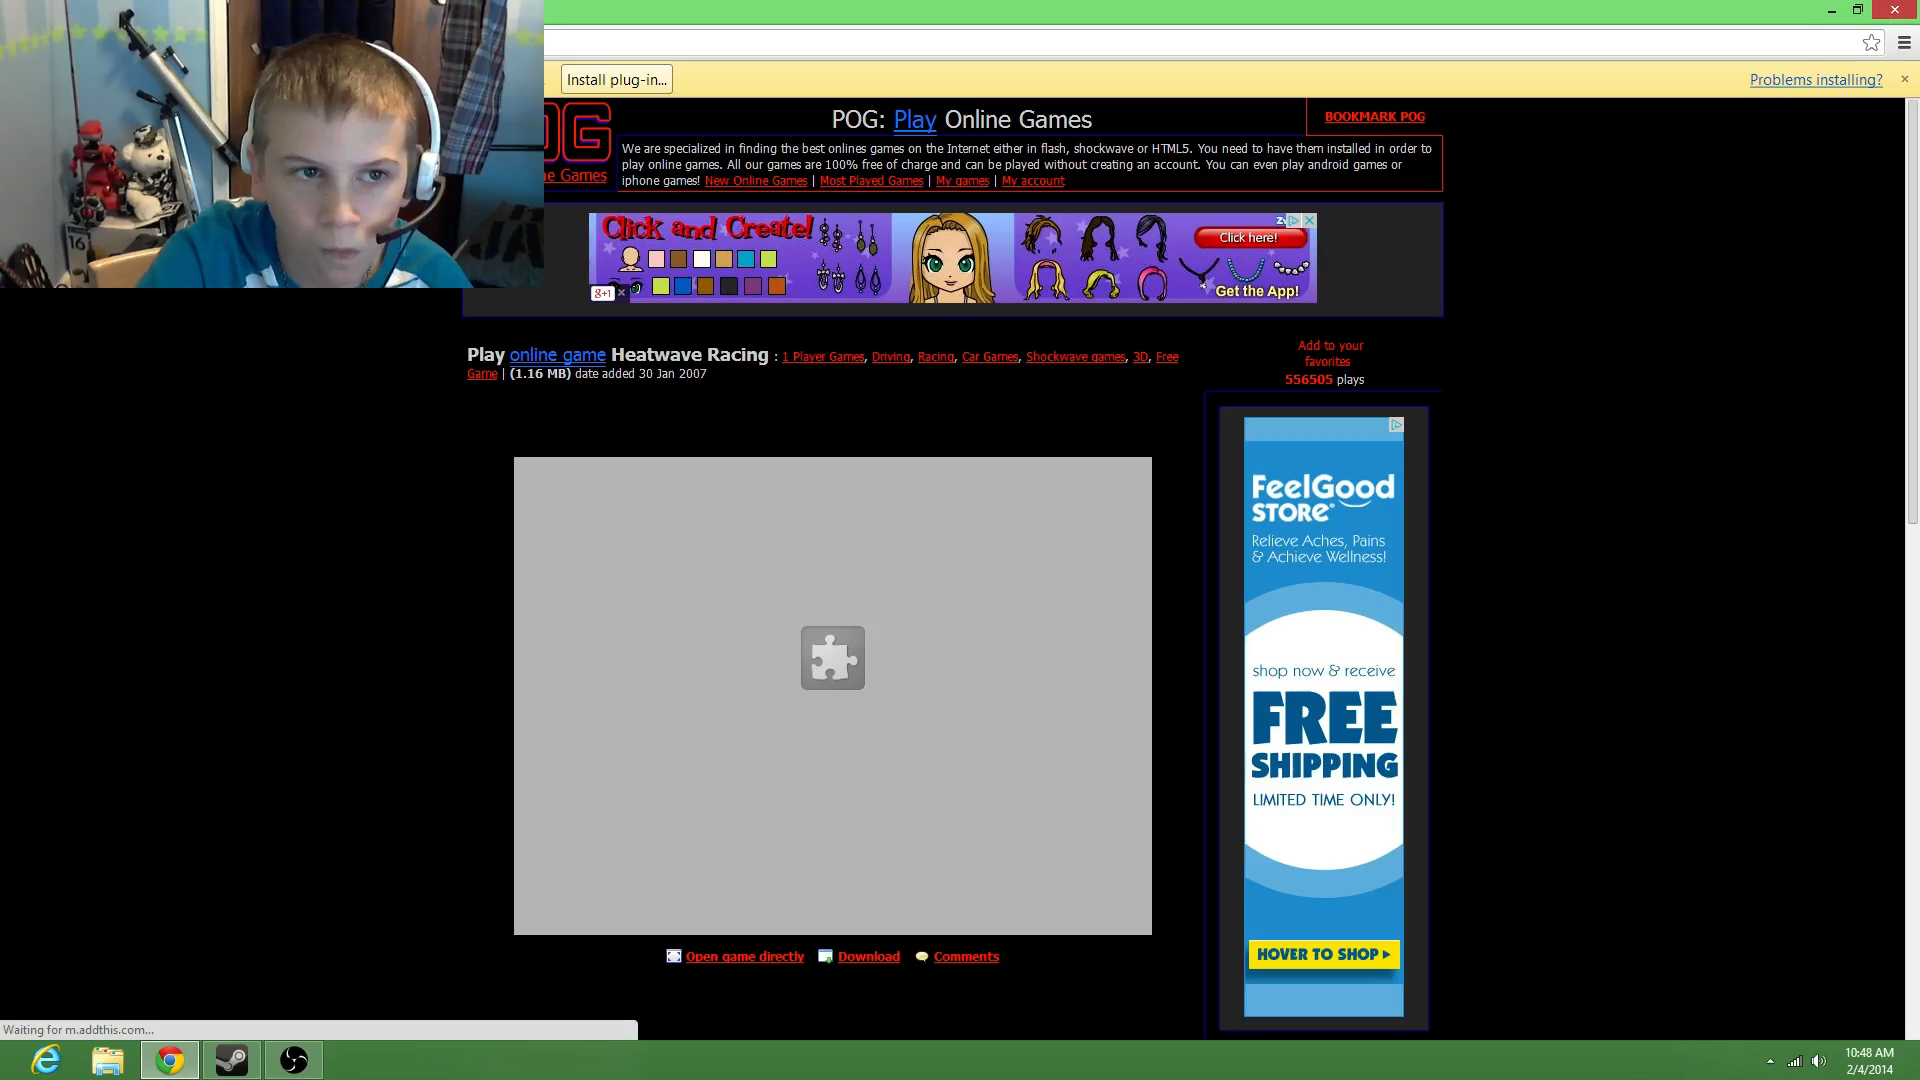 Install plug-in...
Problems installing?
POG: Play Online Games
BOOKMARK POG
We are specialized in finding the best onlines games on the Internet either in flash, shockwave or HTML5. You need to have them installed in order to
play online games. All our games are 100% free of charge and can be played without creating an account. You can even play android games or
iphone games! New Online Games | Most Played Games | My games | My account
Games
Click and Create!
Click here!
Get the App!
g+1
16
Play online game Heatwave Racing : 1 Player Games, Driving, Racing, Car Games, Shockwave games, 3D, Free
Game | (1.16 MB) date added 30 Jan 2007
Add to your
favorites
556505 plays
FeelGood
STORE
Relieve Aches, Pains
& Achieve Wellness!
shop now & receive
FREE
SHIPPING
LIMITED TIME ONLY!
HOVER TO SHOP
Open game directly
Download
Comments
Waiting for m.addthis.com...
10:48 AM
2/4/2014